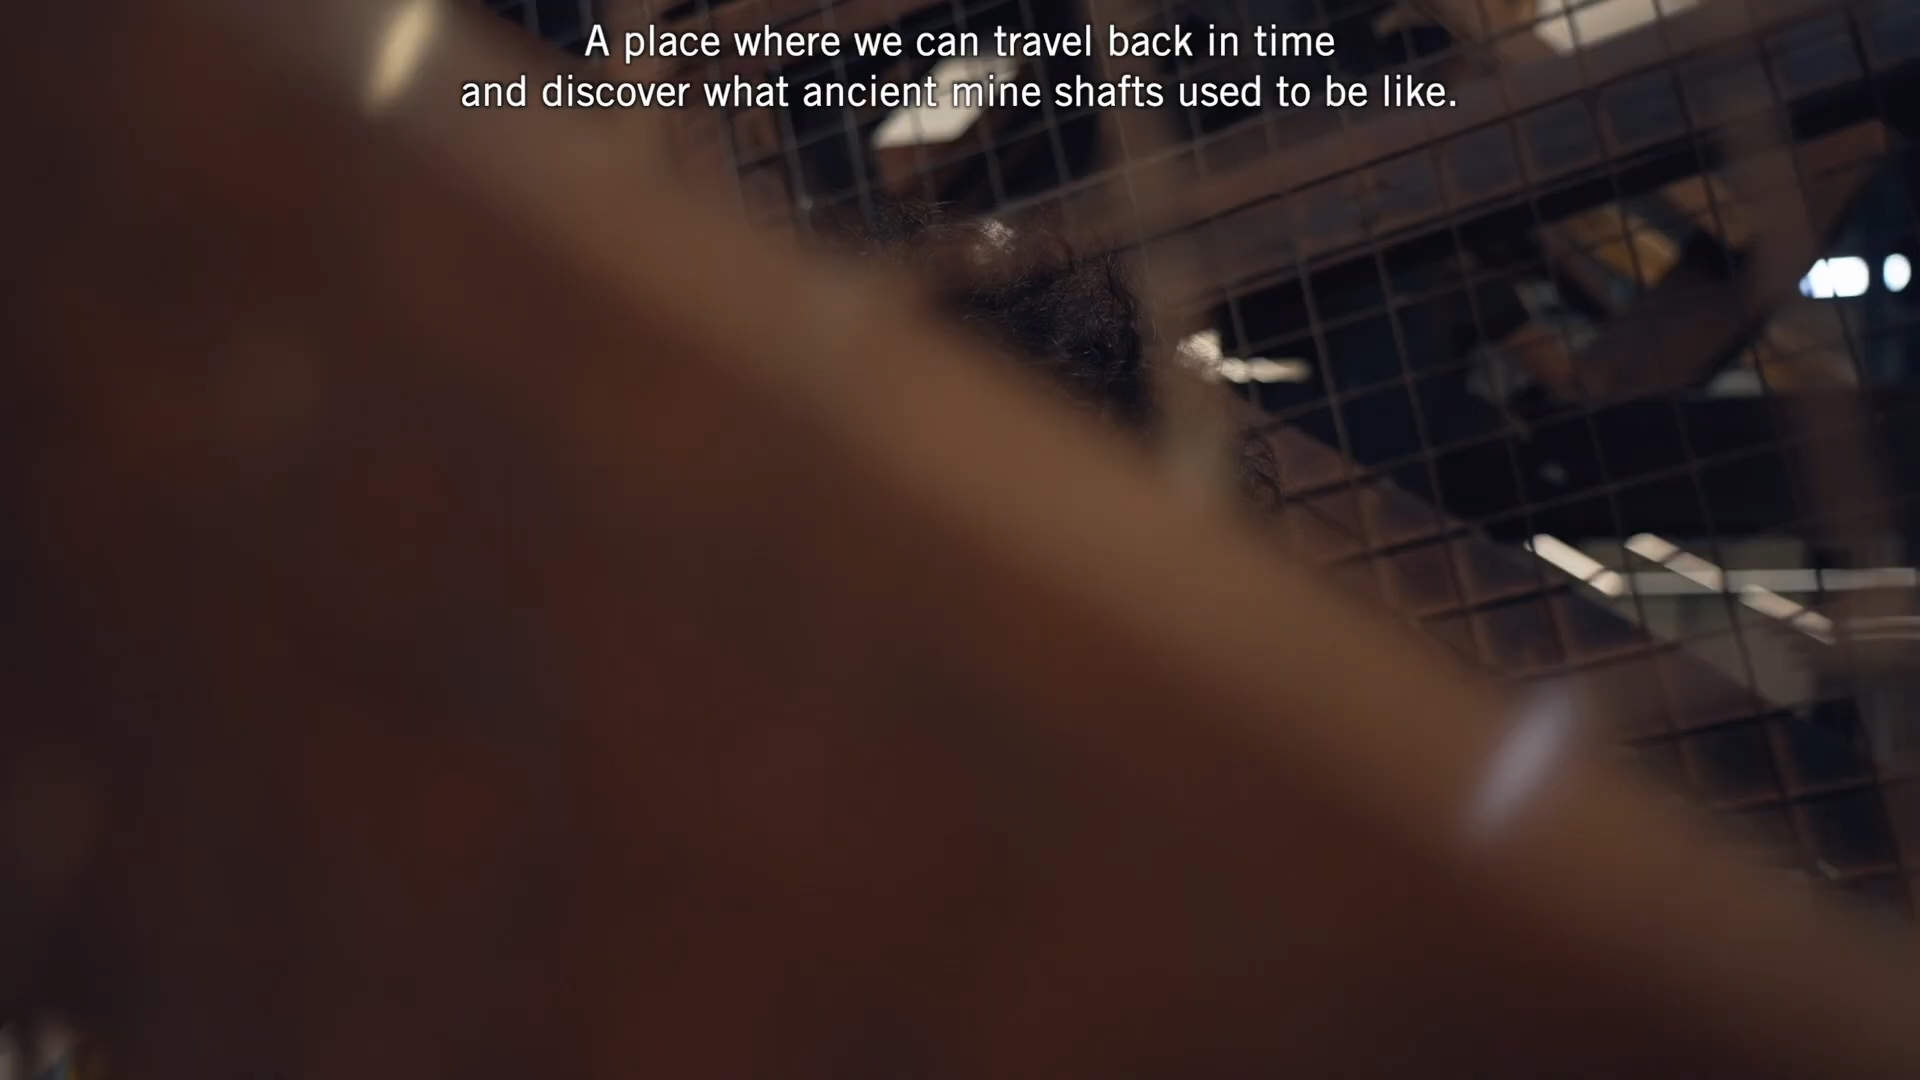 A place where we can travel back in time
and discover what ancient mine shafts used to be like.